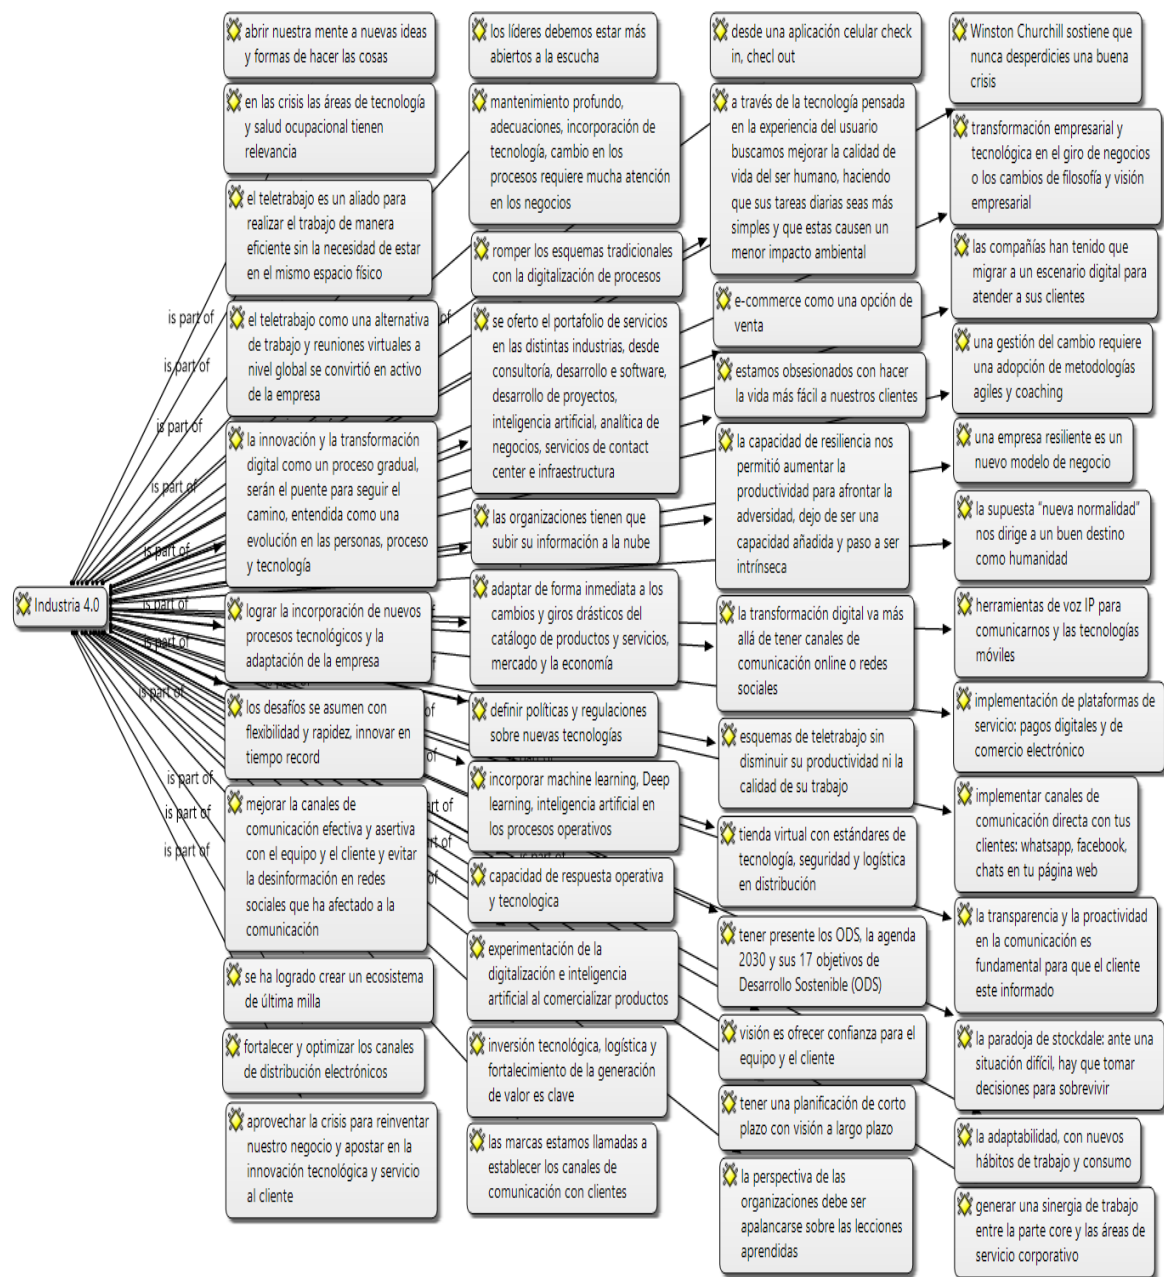 Industria 4.0
abrir nuestra mente a nuevas ideas
y formas de hacer las cosas
en las crisis las áreas de tecnología
y salud ocupacional tienen
relevancia
el teletrabajo es un aliado para
realizar el trabajo de manera
eficiente sin la necesidad de estar
en el mismo espacio físico
el teletrabajo como una alternativa
de trabajo y reuniones virtuales a
nivel global se convirtió en activo
de la empresa
la innovación y la transformación
digital como un proceso gradual,
serán el puente para seguir el
camino, entendida como una
evolución en las personas, proceso
y tecnología
lograr la incorporación de nuevos
procesos tecnológicos y la
adaptación de la empresa
los desafíos se asumen con
flexibilidad y rapidez, innovar en
tiempo record
mejorar la canales de
comunicación efectiva y asertiva
con el equipo y el cliente y evitar
la desinformación en redes
sociales que ha afectado a la
comunicación
se ha logrado crear un ecosistema
de última milla
fortalecer y optimizar los canales
de distribución electrónicos
aprovechar la crisis para reinventar
nuestro negocio y apostar en la
innovación tecnológica y servicio
al cliente
los líderes debemos estar más
abiertos a la escucha
mantenimiento profundo,
adecuaciones, incorporación de
tecnología, cambio en los
procesos requiere mucha atención
en los negocios
romper los esquemas tradicionales
con la digitalización de procesos
se oferto el portafolio de servicios
en las distintas industrias, desde
consultoría, desarrollo e software,
desarrollo de proyectos,
inteligencia artificial, analítica de
negocios, servicios de contact
center e infraestructura
las organizaciones tienen que
subir su información a la nube
adaptar de forma inmediata a los
cambios y giros drásticos del
catálogo de productos y servicios,
mercado y la economía
definir políticas y regulaciones
sobre nuevas tecnologías
incorporar machine learning, Deep
learning, inteligencia artificial en
los procesos operativos
capacidad de respuesta operativa
y tecnologica
experimentación de la
digitalización e inteligencia
artificial al comercializar productos
inversión tecnológica, logística y
fortalecimiento de la generación
de valor es clave
las marcas estamos llamadas a
establecer los canales de
comunicación con clientes
desde una aplicación celular check
in, checl out
a través de la tecnología pensada
en la experiencia del usuario
buscamos mejorar la calidad de
vida del ser humano, haciendo
que sus tareas diarias seas más
simples y que estas causen un
menor impacto ambiental
e-commerce como una opción de
venta
estamos obsesionados con hacer
la vida más fácil a nuestros clientes
la capacidad de resiliencia nos
permitió aumentar la
productividad para afrontar la
adversidad, dejo de ser una
capacidad añadida y paso a ser
intrínseca
la transformación digital va más
allá de tener canales de
comunicación online o redes
sociales
esquemas de teletrabajo sin
disminuir su productividad ni la
calidad de su trabajo
tienda virtual con estándares de
tecnología, seguridad y logística
en distribución
tener presente los ODS, la agenda
2030 y sus 17 objetivos de
Desarrollo Sostenible (ODS)
visión es ofrecer confianza para el
equipo y el cliente
tener una planificación de corto
plazo con visión a largo plazo
la perspectiva de las
organizaciones debe ser
apalancarse sobre las lecciones
aprendidas
Winston Churchill sostiene que
nunca desperdicies una buena
crisis
transformación empresarial y
tecnológica en el giro de negocios
o los cambios de filosofía y visión
empresarial
las compañías han tenido que
migrar a un escenario digital para
atender a sus clientes
una gestión del cambio requiere
una adopción de metodologías
agiles y coaching
una empresa resiliente es un
nuevo modelo de negocio
la supuesta “nueva normalidad”
nos dirige a un buen destino
como humanidad
herramientas de voz IP para
comunicarnos y las tecnologías
móviles
implementación de plataformas de
servicio: pagos digitales y de
comercio electrónico
implementar canales de
comunicación directa con tus
clientes: whatsapp, facebook,
chats en tu página web
la transparencia y la proactividad
en la comunicación es
fundamental para que el cliente
este informado
la paradoja de stockdale: ante una
situación difícil, hay que tomar
decisiones para sobrevivir
la adaptabilidad, con nuevos
hábitos de trabajo y consumo
generar una sinergia de trabajo
entre la parte core y las áreas de
servicio corporativo
is part of
is part of
is part of
is part of
is part of
is part of
is part of
is part of
is part of
is part of
is part of